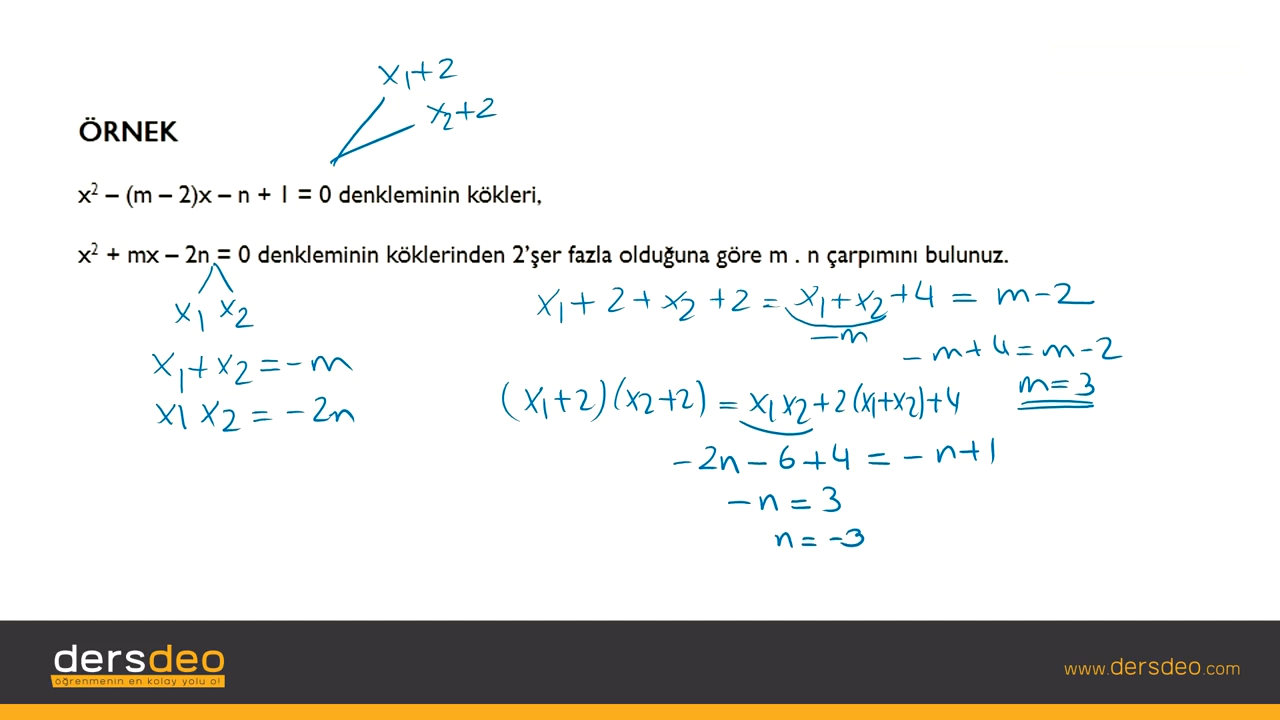 x₁+2
x₂+2
ÖRNEK
x² – (m – 2)x – n + 1 = 0 denkleminin kökleri,
x² + mx – 2n = 0 denkleminin köklerinden 2’şer fazla olduğuna göre m . n çarpımını bulunuz.
x₁ x₂
x₁+2+x₂+2 = x₁+x₂+4 = m-2
-m
x₁+x₂ = -m
-m+4=m-2
m=3
x1 x₂ = -2n
(x₁+2)(x₂+2) = x₁x₂+2(x₁+x₂)+4
-2n-6+4 = -n+1
-n = 3
n = -3
dersdeo
öğrenmenin en kolay yolu o!
www.dersdeo.com